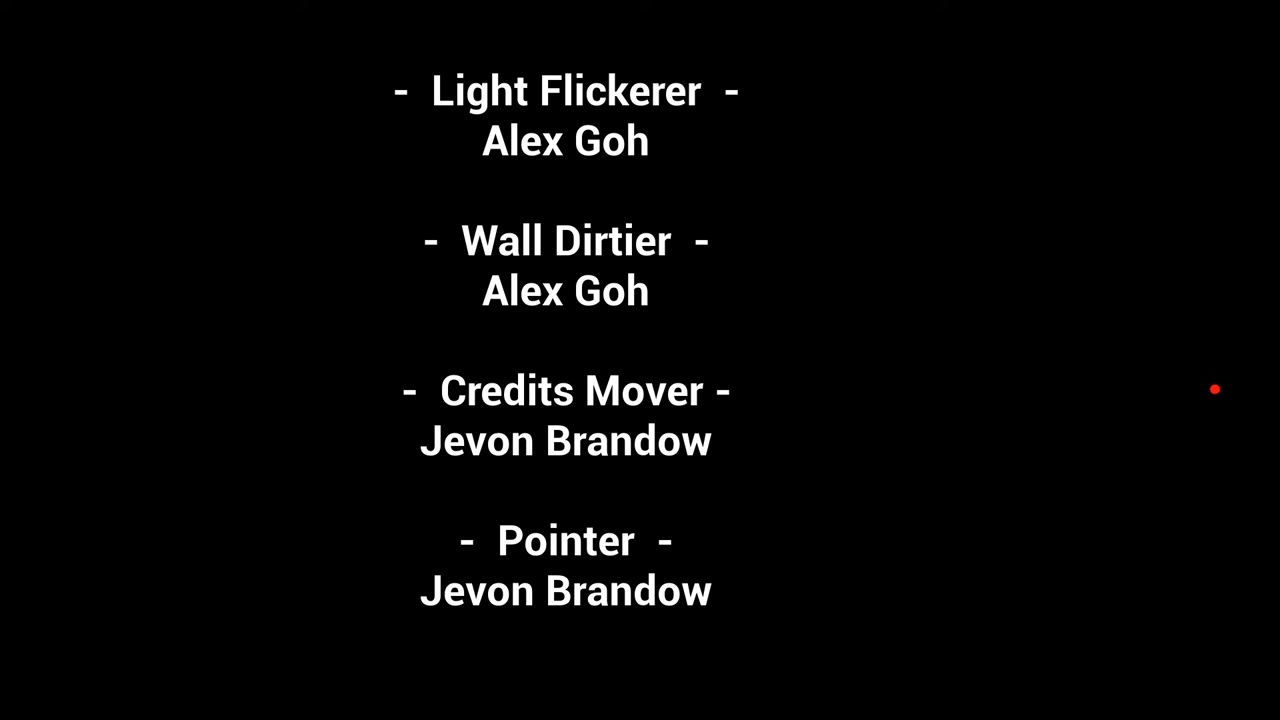 - Light Flickerer -
Alex Goh
- Wall Dirtier -
Alex Goh
- Credits Mover -
Jevon Brandow
- Pointer -
Jevon Brandow